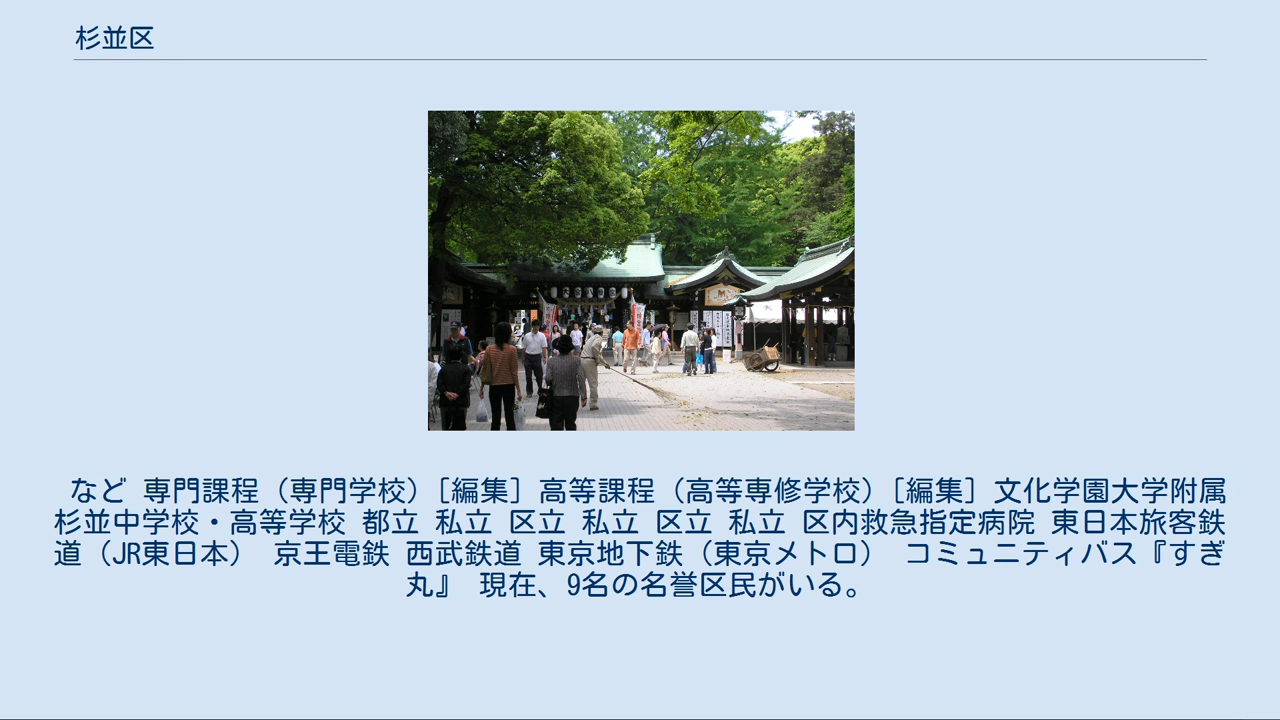 杉並区
など 専門課程（専門学校）［編集］高等課程（高等専修学校）［編集］文化学園大学附属
杉並中学校・高等学校 都立 私立 区立 私立 区立 私立 区内救急指定病院 東日本旅客鉄
道（JR東日本） 京王電鉄 西武鉄道 東京地下鉄（東京メトロ） コミュニティバス『すぎ
丸』 現在、9名の名誉区民がいる。